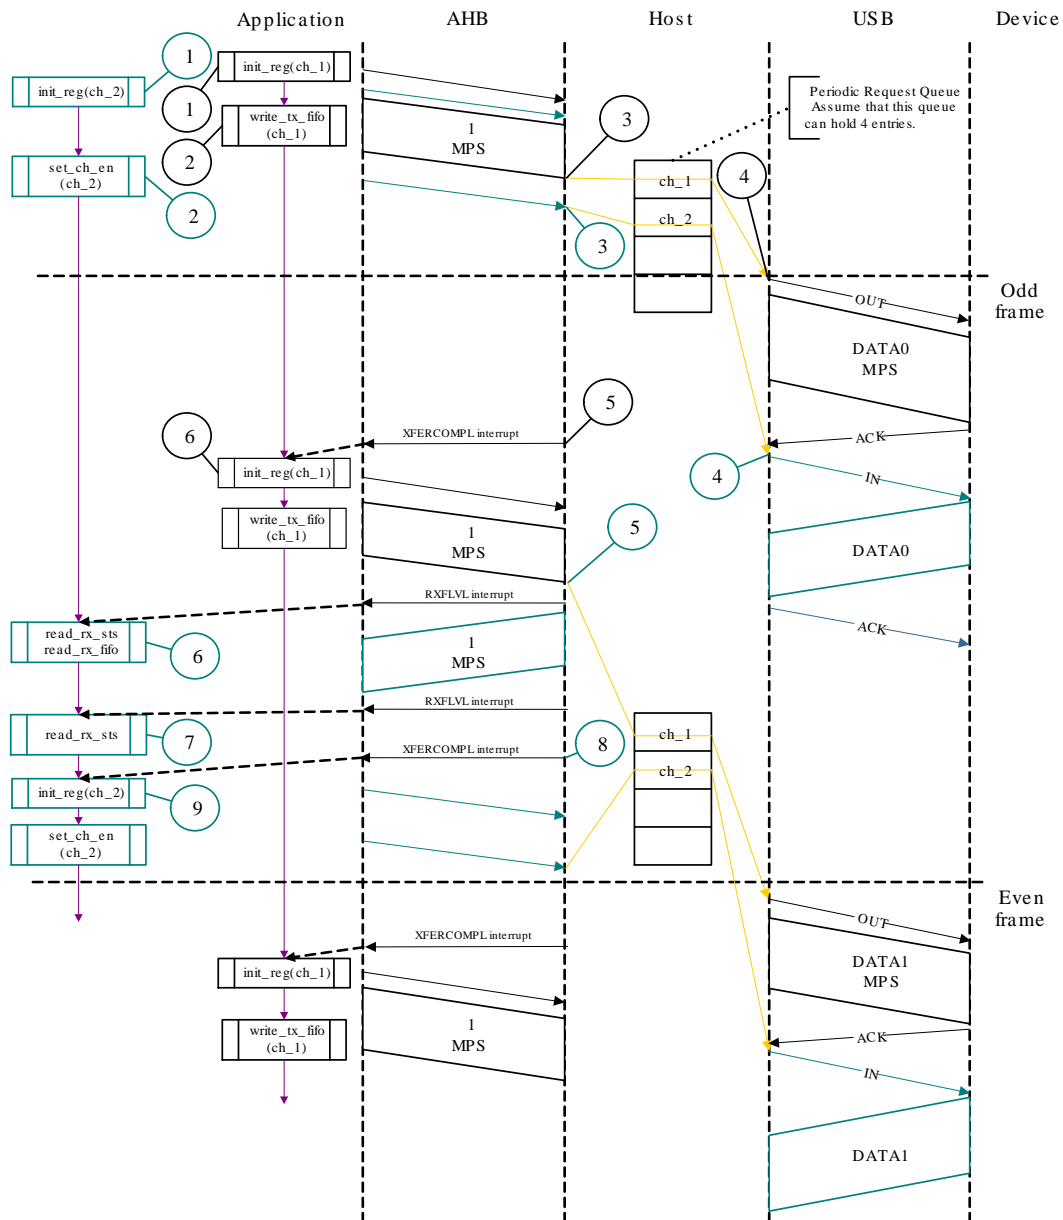 Application AHB Host USB Device
1
init_reg(ch_1)
init_reg(ch_2)
1
write_tx_fifo
(ch_1)
2
set_ch_en
(ch_2)
2
1
MPS
3
3
Periodic Request Queue
Assume that this queue
can hold 4 entries.
4
ch_1
ch_2
Odd
frame
OUT
DATA0
MPS
5
ACK
XFERCOMPL interrupt
6
init_reg(ch_1)
4
IN
write_tx_fifo
(ch_1)
1
MPS
5
DATA0
RXFLVL interrupt
read_rx_sts
read_rx_fifo
6
1
MPS
ACK
RXFLVL interrupt
read_rx_sts
7
XFERCOMPL interrupt
8
ch_1
ch_2
init_reg(ch_2)
9
set_ch_en
(ch_2)
Even
frame
OUT
XFERCOMPL interrupt
init_reg(ch_1)
DATA1
MPS
write_tx_fifo
(ch_1)
1
MPS
ACK
IN
DATA1